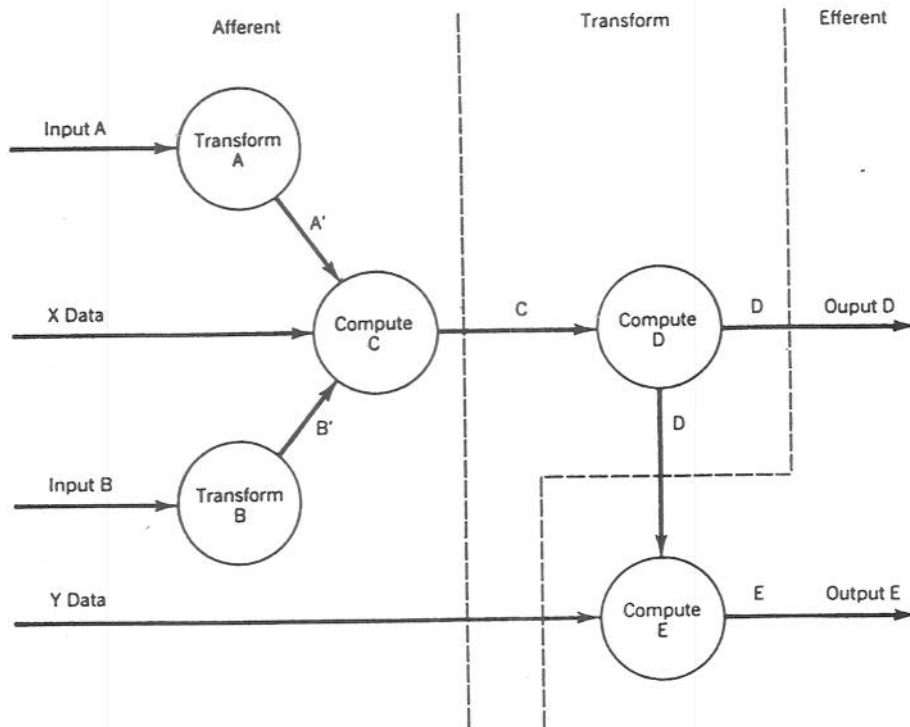 Afferent
Transform
Efferent
Input A
Transform
A
A'
X Data
Compute
C
C
Compute
D
D
Ouput D
B'
D
Input B
Transform
B
Y Data
Compute
E
E
Output E